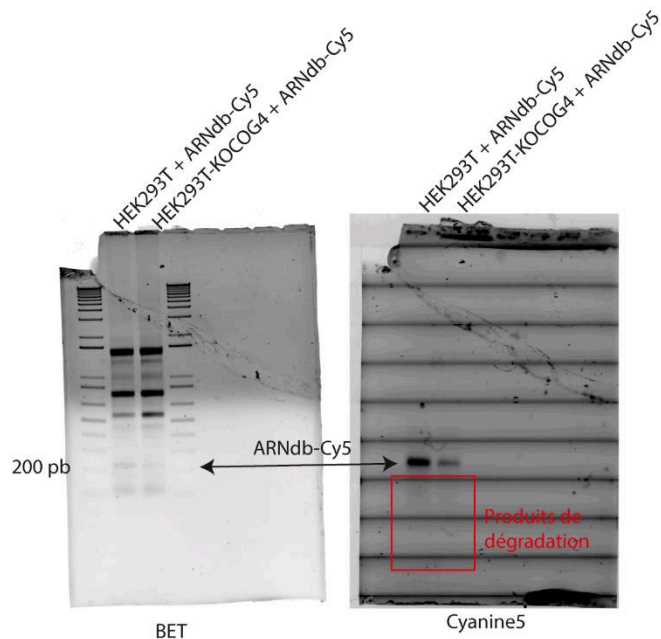 HEK293T + ARNdb-Cy5
HEK293T-KOCOG4 + ARNdb-Cy5
HEK293T + ARNdb-Cy5
HEK293T-KOCOG4 + ARNdb-Cy5
ARNdb-Cy5
200 pb
Produits de
dégradation
BET
Cyanine5